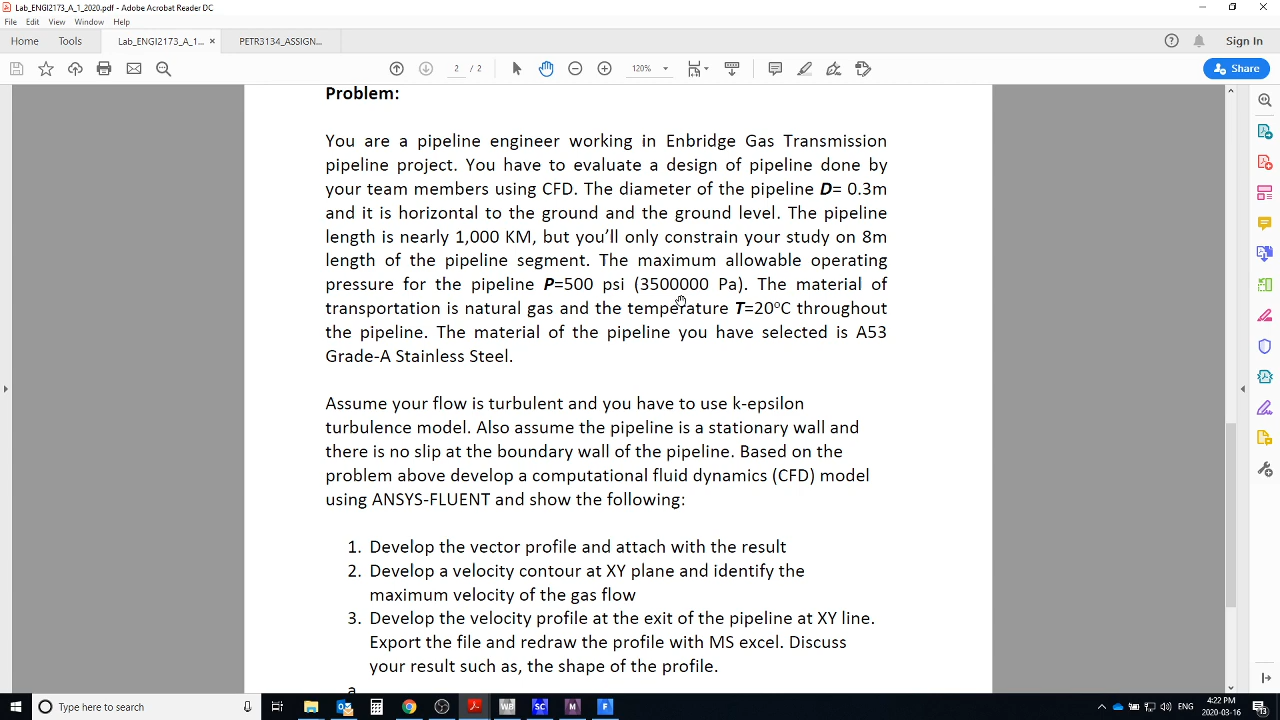 Lab_ENGI2173_A_1_2020.pdf - Adobe Acrobat Reader DC
File Edit View Window Help
Home Tools Lab_ENGI2173_A_1... × PETR3134_ASSIGN... Sign In
2 / 2 120% Share
Problem:
You are a pipeline engineer working in Enbridge Gas Transmission
pipeline project. You have to evaluate a design of pipeline done by
your team members using CFD. The diameter of the pipeline D= 0.3m
and it is horizontal to the ground and the ground level. The pipeline
length is nearly 1,000 KM, but you’ll only constrain your study on 8m
length of the pipeline segment. The maximum allowable operating
pressure for the pipeline P=500 psi (3500000 Pa). The material of
transportation is natural gas and the temperature T=20°C throughout
the pipeline. The material of the pipeline you have selected is A53
Grade-A Stainless Steel.
Assume your flow is turbulent and you have to use k-epsilon
turbulence model. Also assume the pipeline is a stationary wall and
there is no slip at the boundary wall of the pipeline. Based on the
problem above develop a computational fluid dynamics (CFD) model
using ANSYS-FLUENT and show the following:
1. Develop the vector profile and attach with the result
2. Develop a velocity contour at XY plane and identify the
maximum velocity of the gas flow
3. Develop the velocity profile at the exit of the pipeline at XY line.
Export the file and redraw the profile with MS excel. Discuss
your result such as, the shape of the profile.
a
Type here to search WB SC M F ENG 4:22 PM
2020-03-16 13